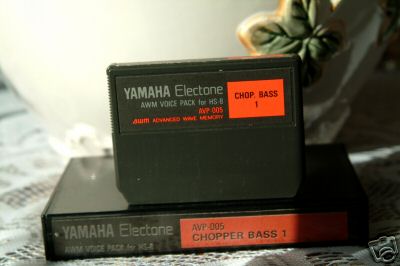 YAMAHA Electone
AWM VOICE PACK for HS-8
AVP 005
AWM ADVANCED WAVE MEMORY
CHOP. BASS
1
YAMAHA Electone
AWM VOICE PACK for HS-8
AVP-005
CHOPPER BASS 1
ebay